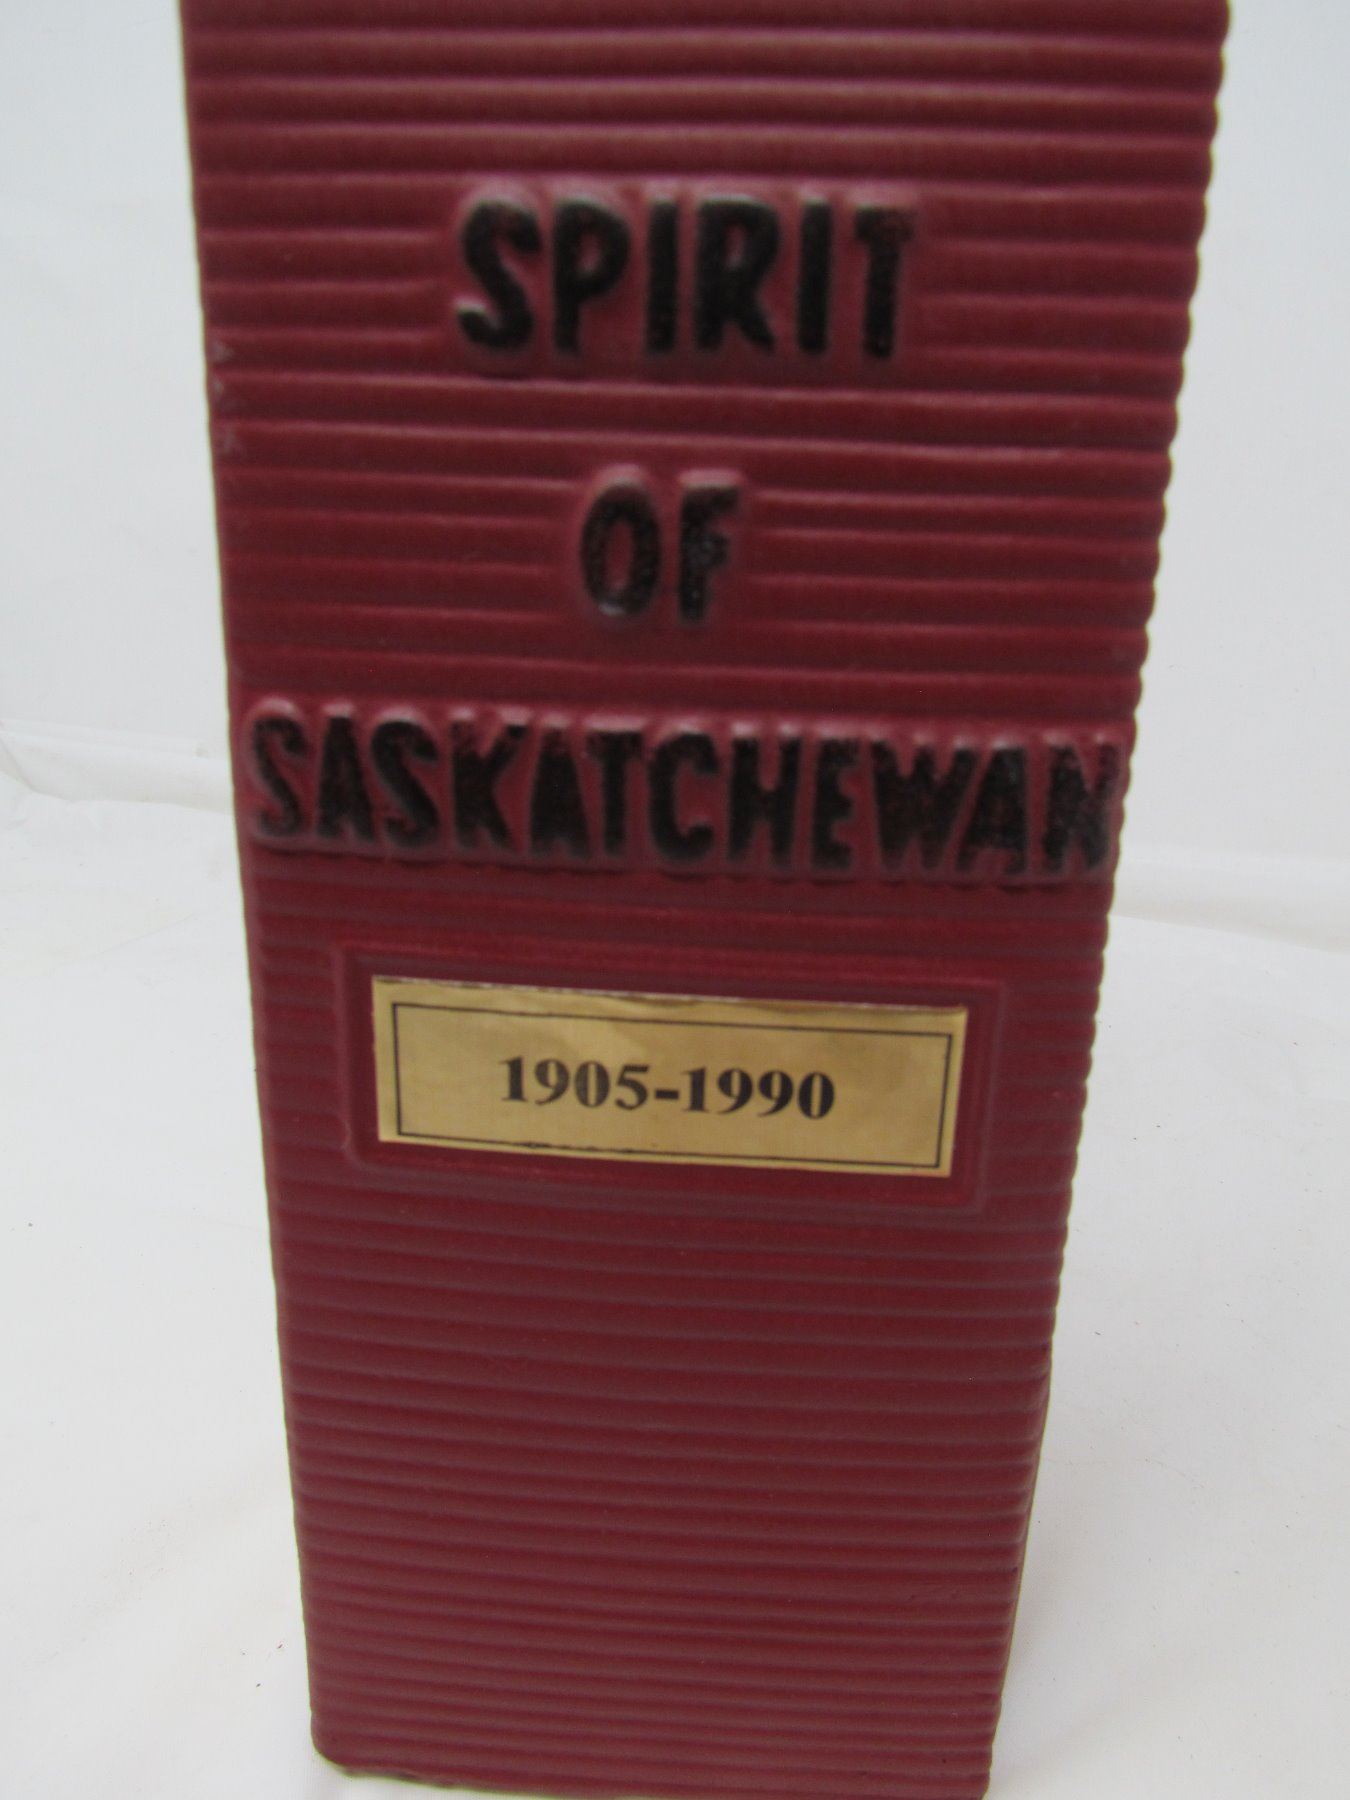 SPIRIT
OF
SASKATCHEWAN
1905-1990